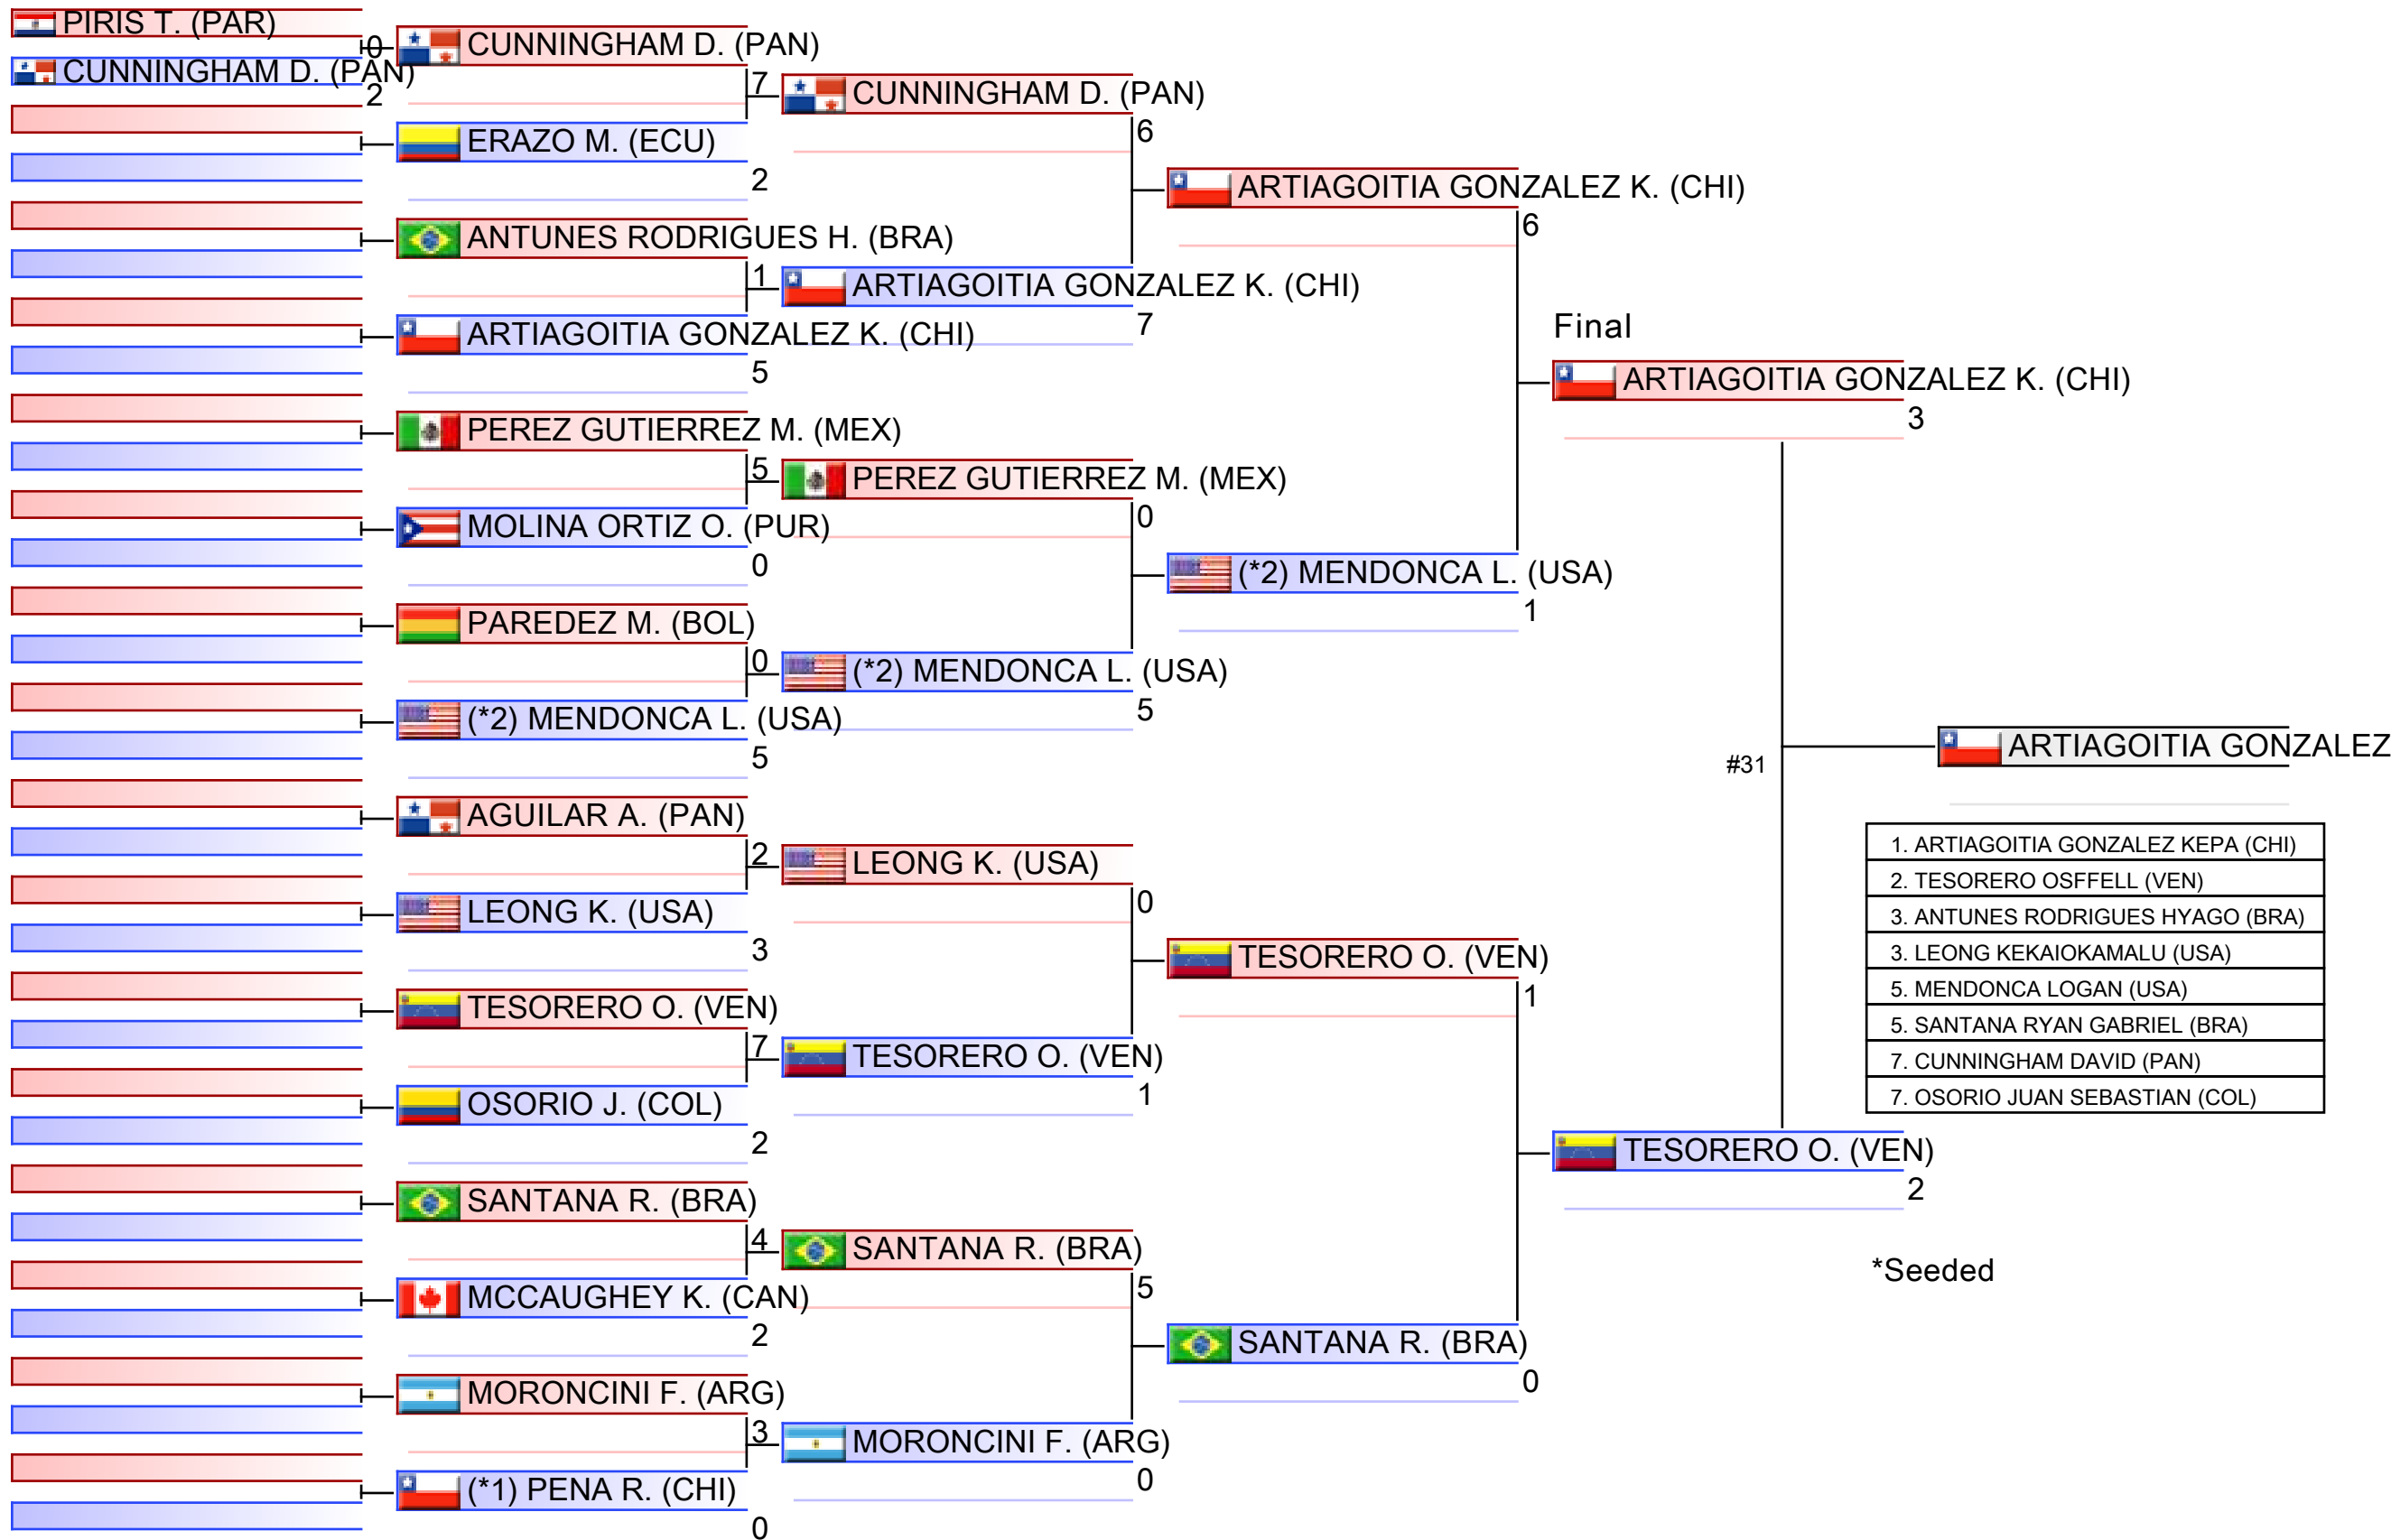 PIRIS T. (PAR)
0
CUNNINGHAM D. (PAN)
2
CUNNINGHAM D. (PAN)
7
ERAZO M. (ECU)
2
ANTUNES RODRIGUES H. (BRA)
1
ARTIAGOITIA GONZALEZ K. (CHI)
5
PEREZ GUTIERREZ M. (MEX)
5
MOLINA ORTIZ O. (PUR)
0
PAREDEZ M. (BOL)
0
(*2) MENDONCA L. (USA)
5
AGUILAR A. (PAN)
2
LEONG K. (USA)
3
TESORERO O. (VEN)
7
OSORIO J. (COL)
2
SANTANA R. (BRA)
4
MCCAUGHEY K. (CAN)
2
MORONCINI F. (ARG)
3
(*1) PENA R. (CHI)
0
CUNNINGHAM D. (PAN)
6
ARTIAGOITIA GONZALEZ K. (CHI)
7
PEREZ GUTIERREZ M. (MEX)
0
(*2) MENDONCA L. (USA)
5
LEONG K. (USA)
0
TESORERO O. (VEN)
1
SANTANA R. (BRA)
5
MORONCINI F. (ARG)
0
ARTIAGOITIA GONZALEZ K. (CHI)
6
(*2) MENDONCA L. (USA)
1
TESORERO O. (VEN)
1
SANTANA R. (BRA)
0
Final
ARTIAGOITIA GONZALEZ K. (CHI)
3
TESORERO O. (VEN)
2
#31
ARTIAGOITIA GONZALEZ
1. ARTIAGOITIA GONZALEZ KEPA (CHI)
2. TESORERO OSFFELL (VEN)
3. ANTUNES RODRIGUES HYAGO (BRA)
3. LEONG KEKAIOKAMALU (USA)
5. MENDONCA LOGAN (USA)
5. SANTANA RYAN GABRIEL (BRA)
7. CUNNINGHAM DAVID (PAN)
7. OSORIO JUAN SEBASTIAN (COL)
*Seeded